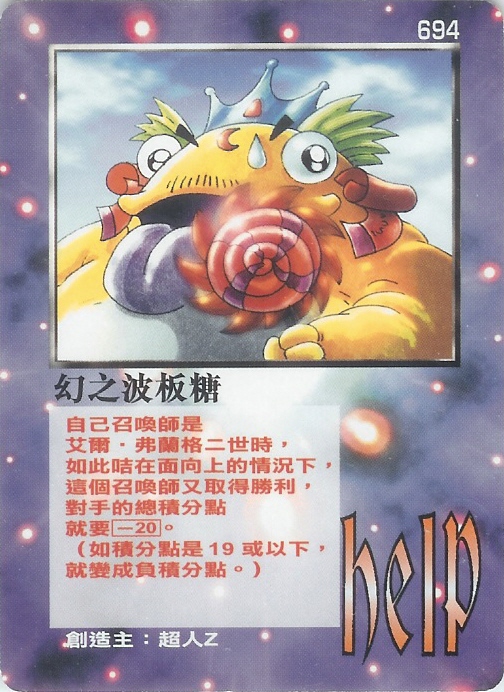 694
幻之波板糖
自己召喚師是
艾爾・弗蘭格二世時，
如此咭在面向上的情況下，
這個召喚師又取得勝利，
對手的總積分點
就要 －20 。
（如積分點是 19 或以下，
就變成負積分點。）
help
創造主：超人Z